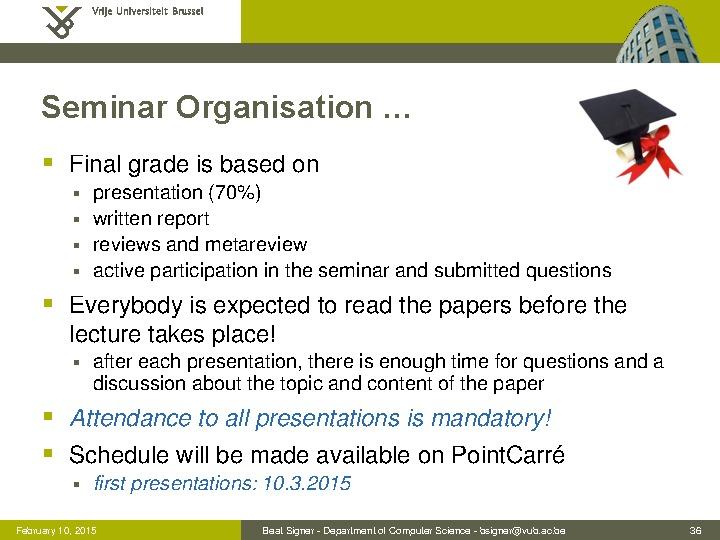 Vrije Universiteit Brussel
Seminar Organisation ...
Final grade is based on
presentation (70%)
written report
reviews and metareview
active participation in the seminar and submitted questions
Everybody is expected to read the papers before the
lecture takes place!
after each presentation, there is enough time for questions and a
discussion about the topic and content of the paper
Attendance to all presentations is mandatory!
Schedule will be made available on PointCarré
first presentations: 10.3.2015
February 10, 2015
Beat Signer - Department of Computer Science - bsigner@vub.ac.be
36